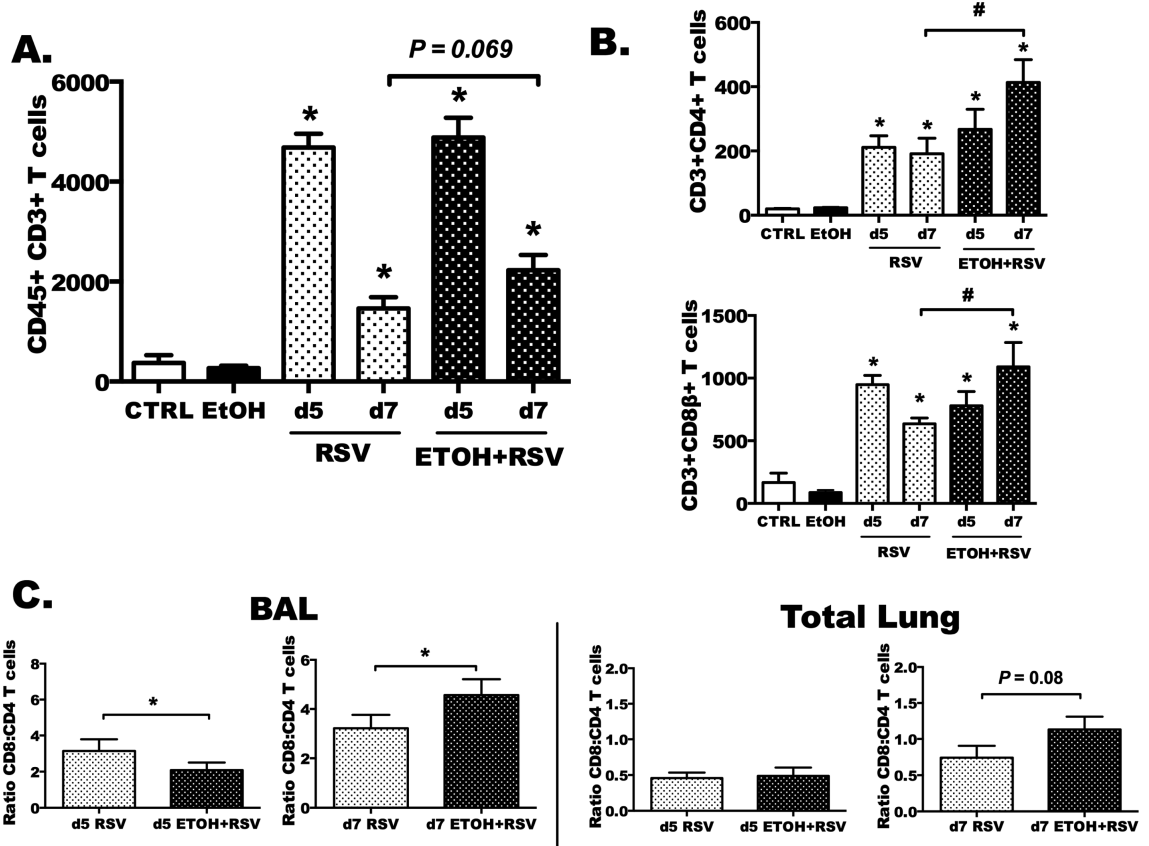 A.
P = 0.069
CD45+ CD3+ T cells
6000
4000
2000
0
* * * *
CTRL EtOH d5 d7 d5 d7
RSV ETOH+RSV
B.
#
CD3+CD4+ T cells
600
400
200
0
* * * *
CTRL EtOH d5 d7 d5 d7
RSV ETOH+RSV
#
CD3+CD8β+ T cells
1500
1000
500
0
* * * *
CTRL EtOH d5 d7 d5 d7
RSV ETOH+RSV
C.
BAL
Ratio CD8:CD4 T cells
8
6
4
2
0
*
d5 RSV d5 ETOH+RSV
Ratio CD8:CD4 T cells
6
4
2
0
*
d7 RSV d7 ETOH+RSV
Total Lung
Ratio CD8:CD4 T cells
2.0
1.5
1.0
0.5
0.0
d5 RSV d5 ETOH+RSV
Ratio CD8:CD4 T cells
2.0
1.5
1.0
0.5
0.0
P = 0.08
d7 RSV d7 ETOH+RSV